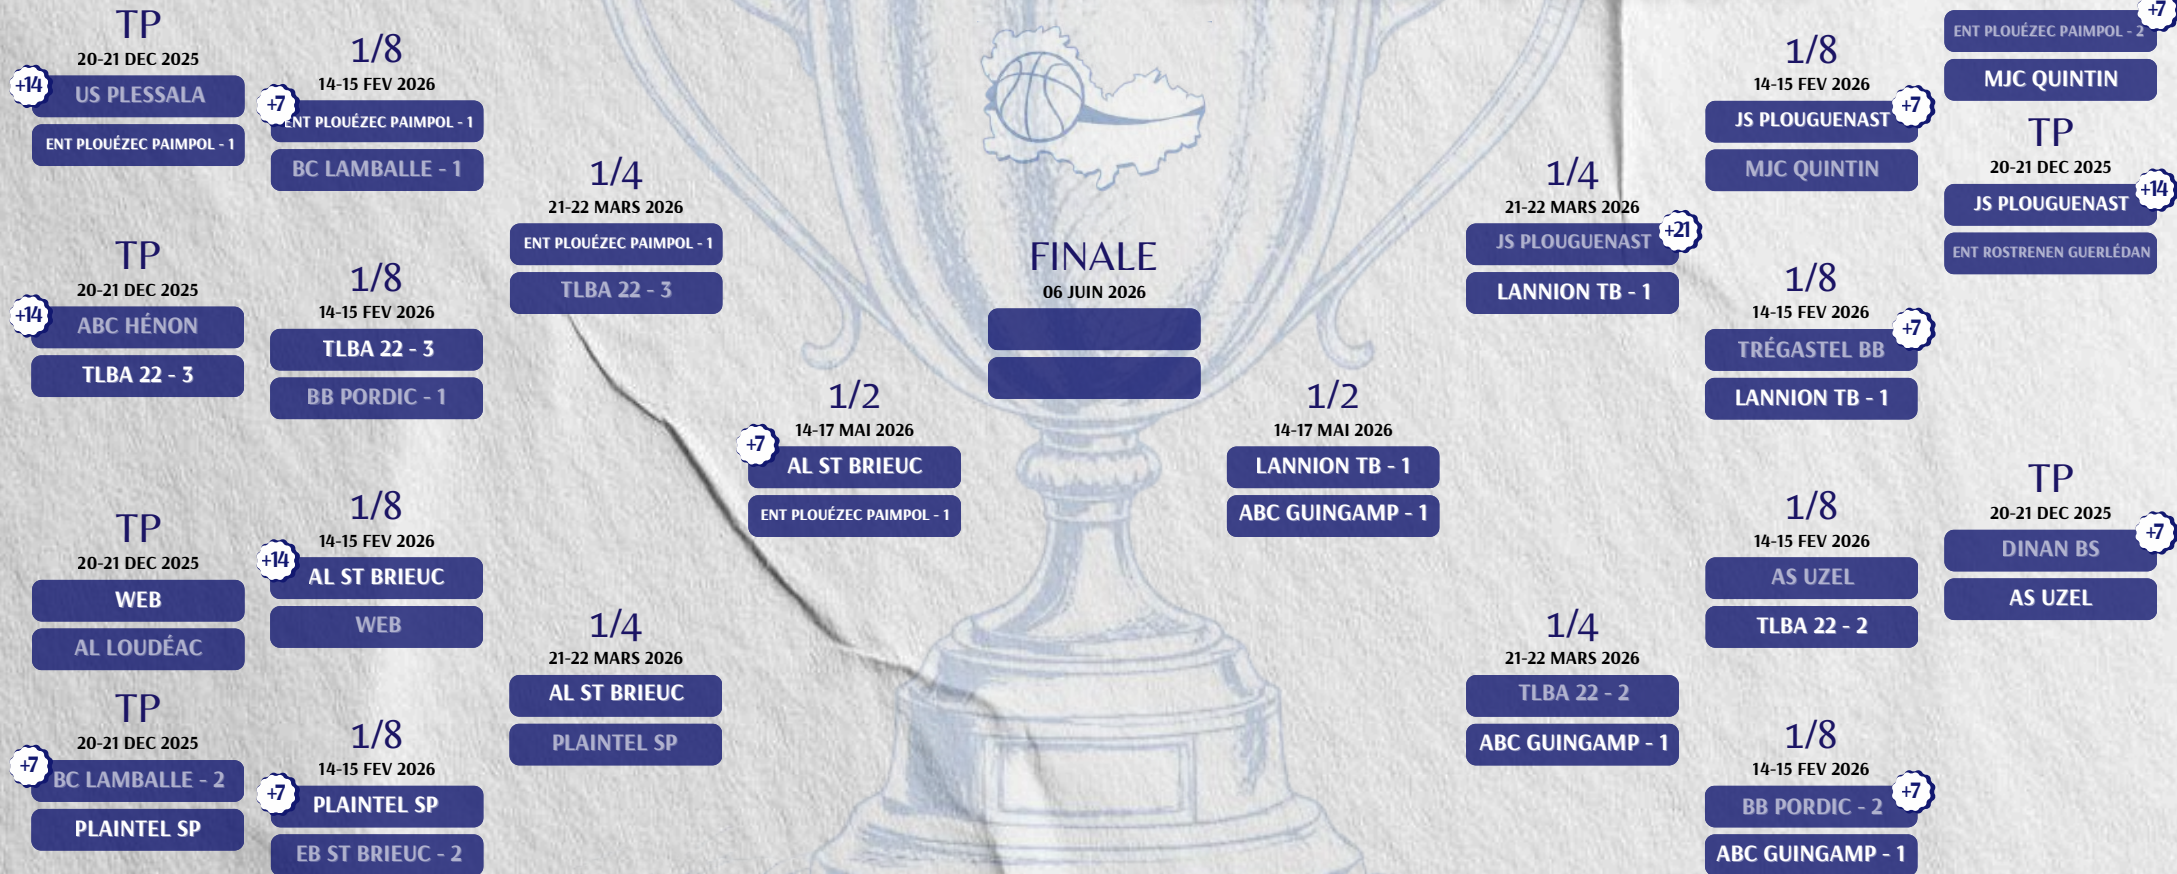 TP
20-21 DEC 2025
+14
US PLESSALA
ENT PLOUÉZEC PAIMPOL - 1
TP
20-21 DEC 2025
+14
ABC HÉNON
TLBA 22 - 3
TP
20-21 DEC 2025
WEB
AL LOUDÉAC
TP
20-21 DEC 2025
+7
BC LAMBALLE - 2
PLAINTEL SP
1/8
14-15 FEV 2026
+7
ENT PLOUÉZEC PAIMPOL - 1
BC LAMBALLE - 1
1/8
14-15 FEV 2026
TLBA 22 - 3
BB PORDIC - 1
1/8
14-15 FEV 2026
+14
AL ST BRIEUC
WEB
1/8
14-15 FEV 2026
+7
PLAINTEL SP
EB ST BRIEUC - 2
1/4
21-22 MARS 2026
ENT PLOUÉZEC PAIMPOL - 1
TLBA 22 - 3
1/4
21-22 MARS 2026
AL ST BRIEUC
PLAINTEL SP
1/2
14-17 MAI 2026
+7
AL ST BRIEUC
ENT PLOUÉZEC PAIMPOL - 1
FINALE
06 JUIN 2026
1/2
14-17 MAI 2026
LANNION TB - 1
ABC GUINGAMP - 1
1/4
21-22 MARS 2026
JS PLOUGUENAST
+21
LANNION TB - 1
1/4
21-22 MARS 2026
TLBA 22 - 2
ABC GUINGAMP - 1
1/8
14-15 FEV 2026
JS PLOUGUENAST
+7
MJC QUINTIN
1/8
14-15 FEV 2026
TRÉGASTEL BB
+7
LANNION TB - 1
1/8
14-15 FEV 2026
AS UZEL
TLBA 22 - 2
1/8
14-15 FEV 2026
BB PORDIC - 2
+7
ABC GUINGAMP - 1
+7
ENT PLOUÉZEC PAIMPOL - 2
MJC QUINTIN
TP
20-21 DEC 2025
JS PLOUGUENAST
+14
ENT ROSTRENEN GUERLÉDAN
TP
20-21 DEC 2025
DINAN BS
+7
AS UZEL